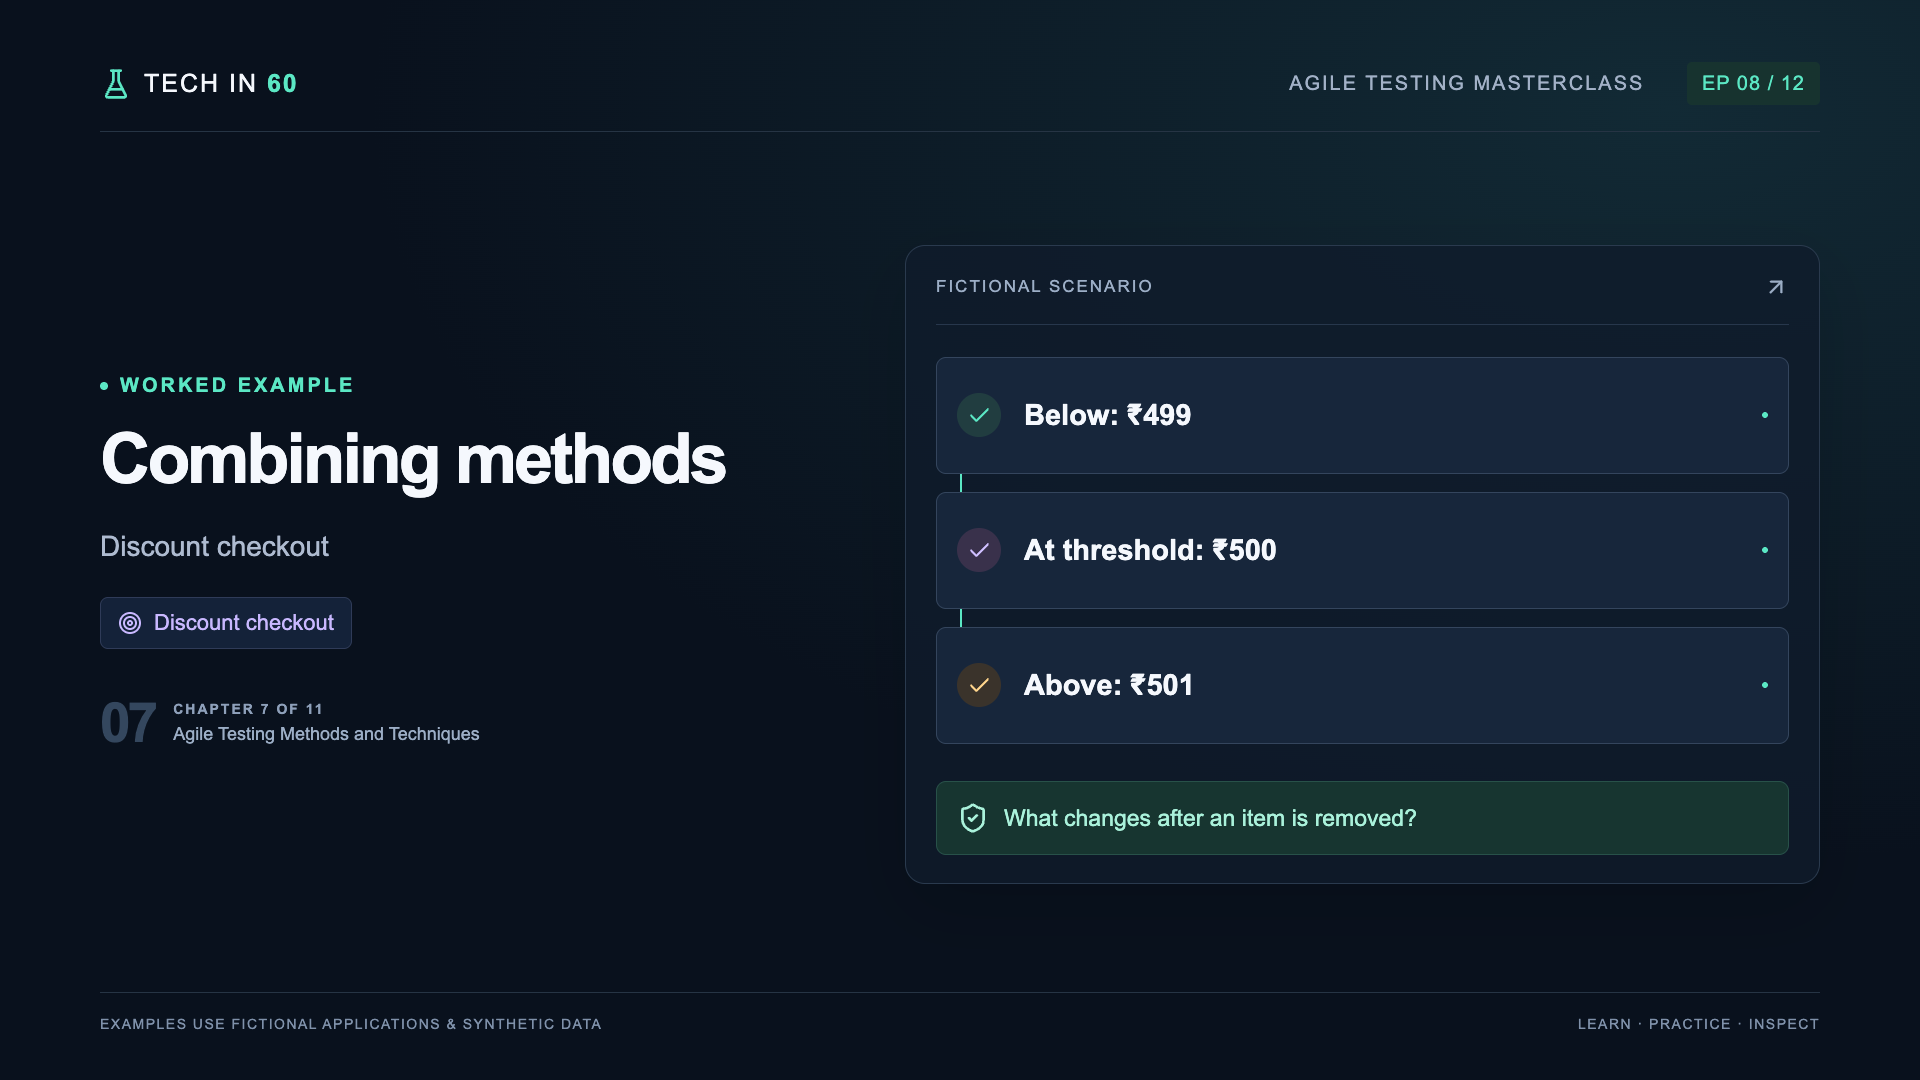 TECH IN 60
AGILE TESTING MASTERCLASS
EP 08 / 12
WORKED EXAMPLE
Combining methods
Discount checkout
Discount checkout
07
CHAPTER 7 OF 11
Agile Testing Methods and Techniques
FICTIONAL SCENARIO
Below: ₹499
At threshold: ₹500
Above: ₹501
What changes after an item is removed?
EXAMPLES USE FICTIONAL APPLICATIONS & SYNTHETIC DATA
LEARN · PRACTICE · INSPECT